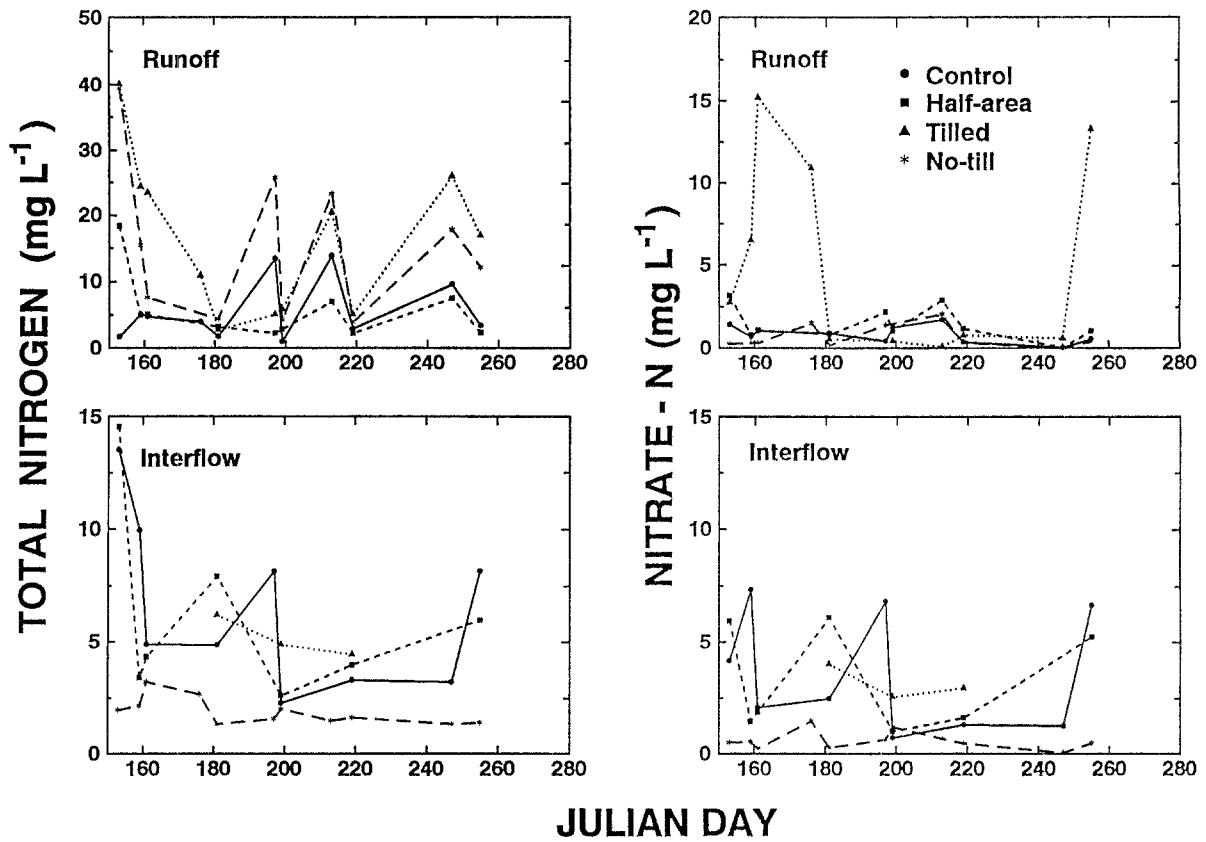 TOTAL NITROGEN (mg L-1)
50
40
30
20
10
0
Runoff
160 180 200 220 240 260 280
15
10
5
0
Interflow
160 180 200 220 240 260 280
NITRATE - N (mg L-1)
20
15
10
5
0
Runoff
Control
Half-area
Tilled
No-till
160 180 200 220 240 260 280
15
10
5
0
Interflow
160 180 200 220 240 260 280
JULIAN DAY